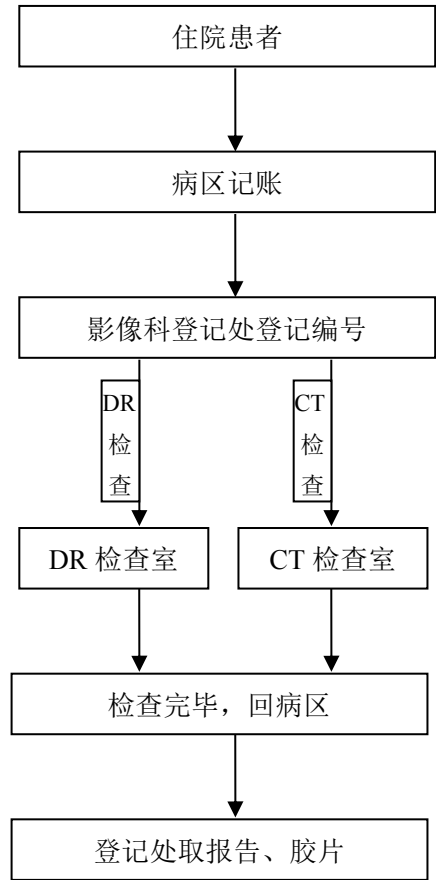 住院患者
病区记账
影像科登记处登记编号
DR
检
查
CT
检
查
DR 检查室
CT 检查室
检查完毕，回病区
登记处取报告、胶片